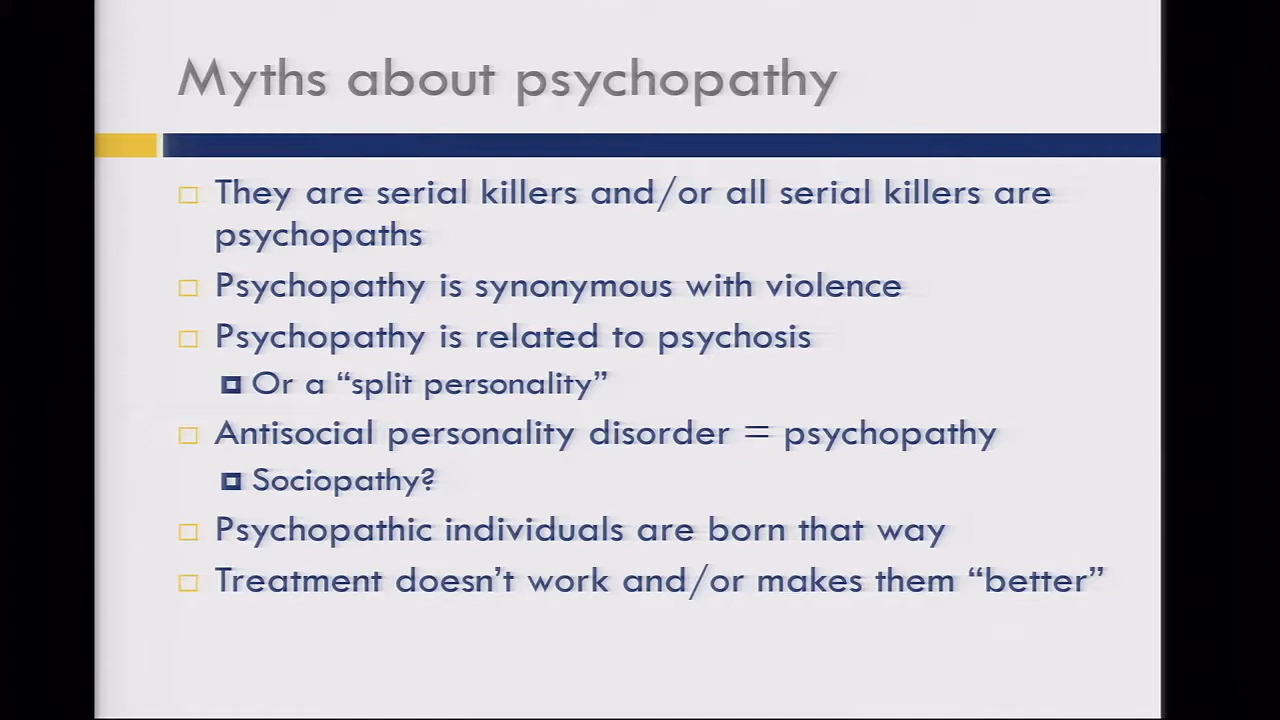 Myths about psychopathy
They are serial killers and/or all serial killers are
psychopaths
Psychopathy is synonymous with violence
Psychopathy is related to psychosis
Or a “split personality”
Antisocial personality disorder = psychopathy
Sociopathy?
Psychopathic individuals are born that way
Treatment doesn’t work and/or makes them “better”